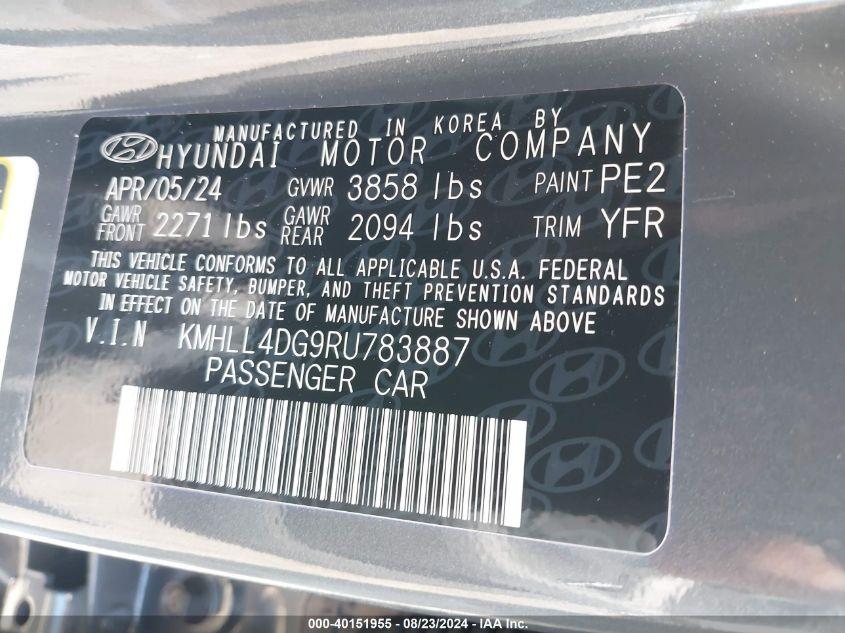 MANUFACTURED IN KOREA BY
HYUNDAI MOTOR COMPANY
APR/05/24 GVWR 3858 lbs PAINT PE2
GAWR FRONT 2271 lbs GAWR REAR 2094 lbs TRIM YFR
THIS VEHICLE CONFORMS TO ALL APPLICABLE U.S.A. FEDERAL
MOTOR VEHICLE SAFETY, BUMPER, AND THEFT PREVENTION STANDARDS
IN EFFECT ON THE DATE OF MANUFACTURE SHOWN ABOVE
V.I.N KMHLL4DG9RU783887
PASSENGER CAR
000-40151955 - 08/23/2024 - IAA Inc.